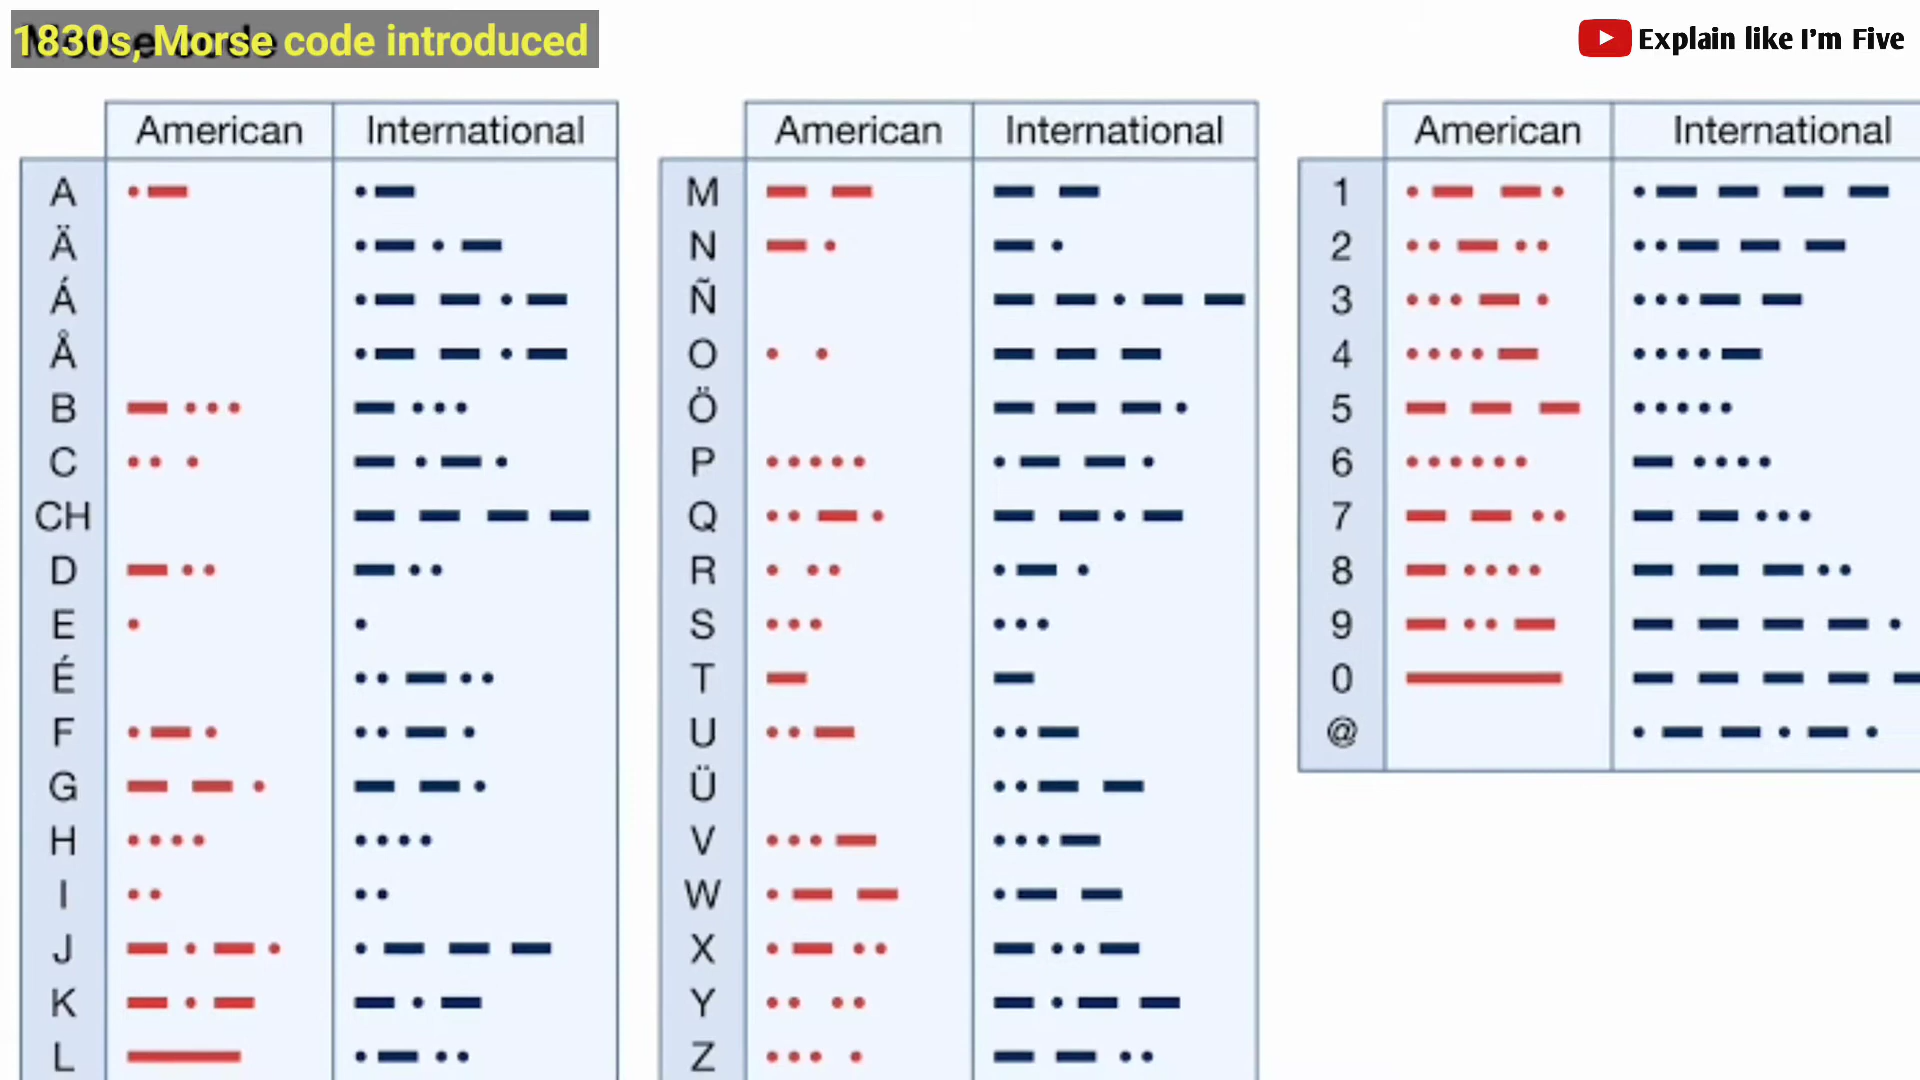 1830s, Morse code introduced
Explain like I'm Five
American International
A
Ä
Á
Å
B
C
CH
D
E
É
F
G
H
I
J
K
L
American International
M
N
Ñ
O
Ö
P
Q
R
S
T
U
Ü
V
W
X
Y
Z
American International
1
2
3
4
5
6
7
8
9
0
@